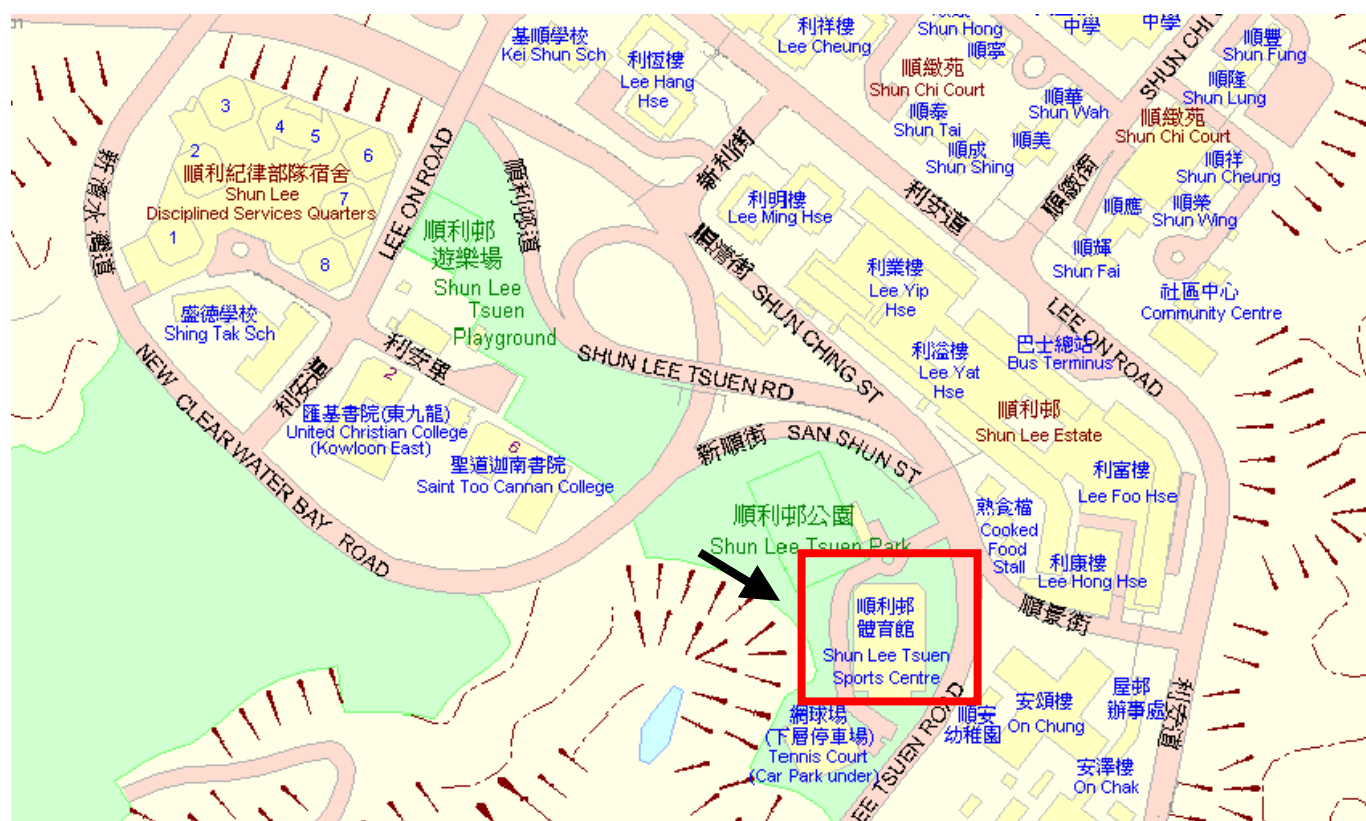 01
基順學校
Kei Shun Sch
利恆樓
Lee Hang
Hse
利祥樓
Lee Cheung
Shun Hong
順寧
中學
中學
SHUN CHI
順豐
Shun Fung
順緻苑
Shun Chi Court
順隆
Shun Lung
順泰
Shun Tai
順華
Shun Wah
順美
順成
Shun Shing
順緻苑
Shun Chi Court
順祥
Shun Cheung
順應
順榮
Shun Wing
順緻街
順輝
Shun Fai
社區中心
Community Centre
3
4
5
2
6
順利紀律部隊宿舍
Shun Lee
Disciplined Services Quarters
7
1
8
新清水灣道
LEE ON ROAD
順利邨道
新利街
利安道
利明樓
Lee Ming Hse
順利邨
遊樂場
Shun Lee
Tsuen
Playground
順清街 SHUN CHING ST
利業樓
Lee Yip
Hse
盛德學校
Shing Tak Sch
利安里
SHUN LEE TSUEN RD
利溢樓
Lee Yat
Hse
巴士總站
Bus Terminus
LEE ON ROAD
利安道
2
匯基書院(東九龍)
United Christian College
(Kowloon East)
6
聖道迦南書院
Saint Too Cannan College
NEW CLEAR WATER BAY ROAD
新順街 SAN SHUN ST
順利邨
Shun Lee Estate
利富樓
Lee Foo Hse
順利邨公園
Shun Lee Tsuen Park
熟食檔
Cooked
Food
Stall
利康樓
Lee Hong Hse
順景街
順利邨
體育館
Shun Lee Tsuen
Sports Centre
網球場
(下層停車場)
Tennis Court
(Car Park under)
LEE TSUEN ROAD
順安
幼稚園
安頌樓
On Chung
屋邨
辦事處
利安道
安澤樓
On Chak